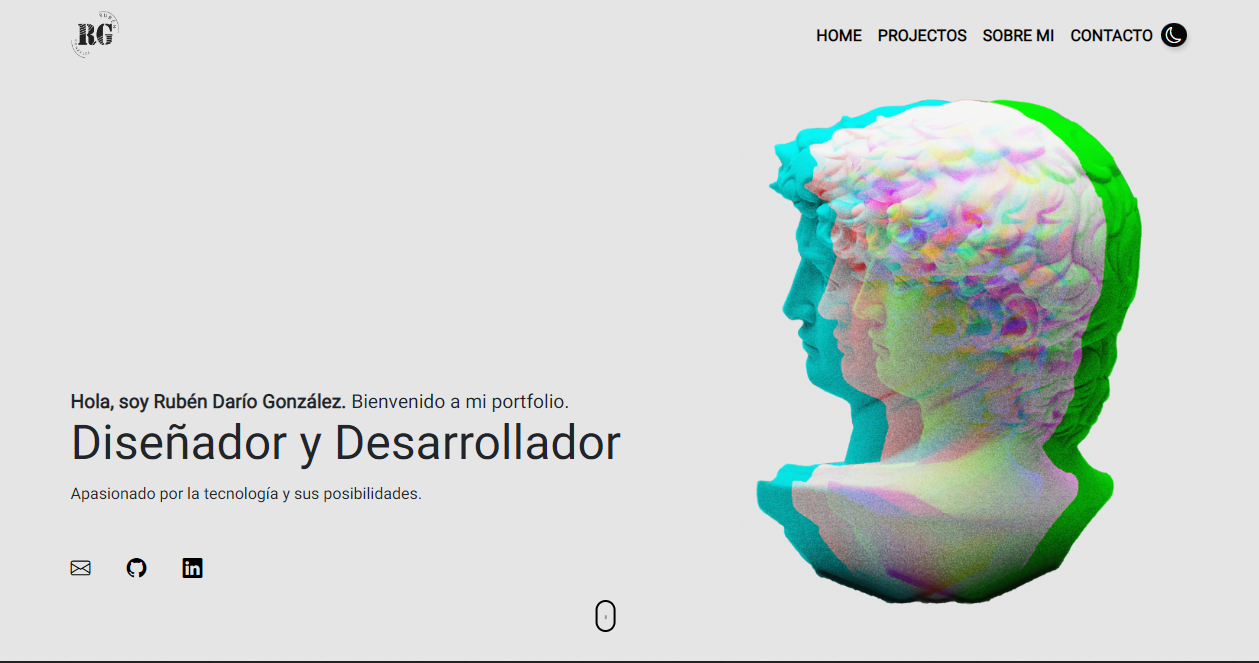 RG
HOME PROJECTOS SOBRE MI CONTACTO
Hola, soy Rubén Darío González. Bienvenido a mi portfolio.
Diseñador y Desarrollador
Apasionado por la tecnología y sus posibilidades.
in